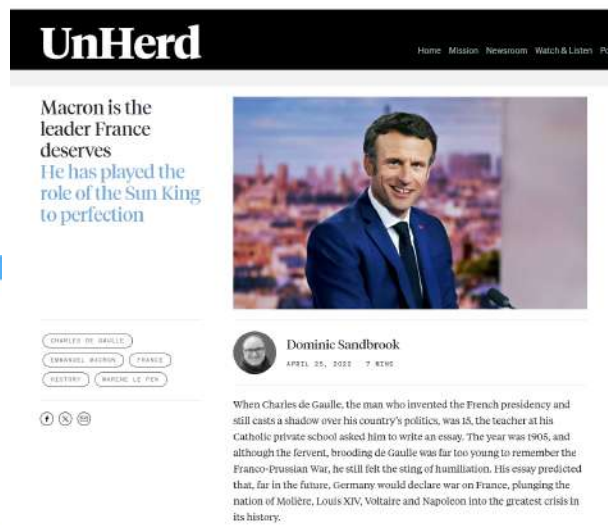 UnHerd
Home Mission Newsroom Watch & Listen
Macron is the
leader France
deserves
He has played the
role of the Sun King
to perfection
CHARLES DE GAULLE
EMMANUEL MACRON FRANCE
HISTORY MARINE LE PEN
Dominic Sandbrook
APRIL 25, 2022 7 MINS
When Charles de Gaulle, the man who invented the French presidency and
still casts a shadow over his country's politics, was 15, the teacher at his
Catholic private school asked him to write an essay. The year was 1905, and
although the fervent, brooding de Gaulle was far too young to remember the
Franco-Prussian War, he still felt the sting of humiliation. His essay predicted
that, far in the future, Germany would declare war on France, plunging the
nation of Molière, Louis XIV, Voltaire and Napoleon into the greatest crisis in
its history.